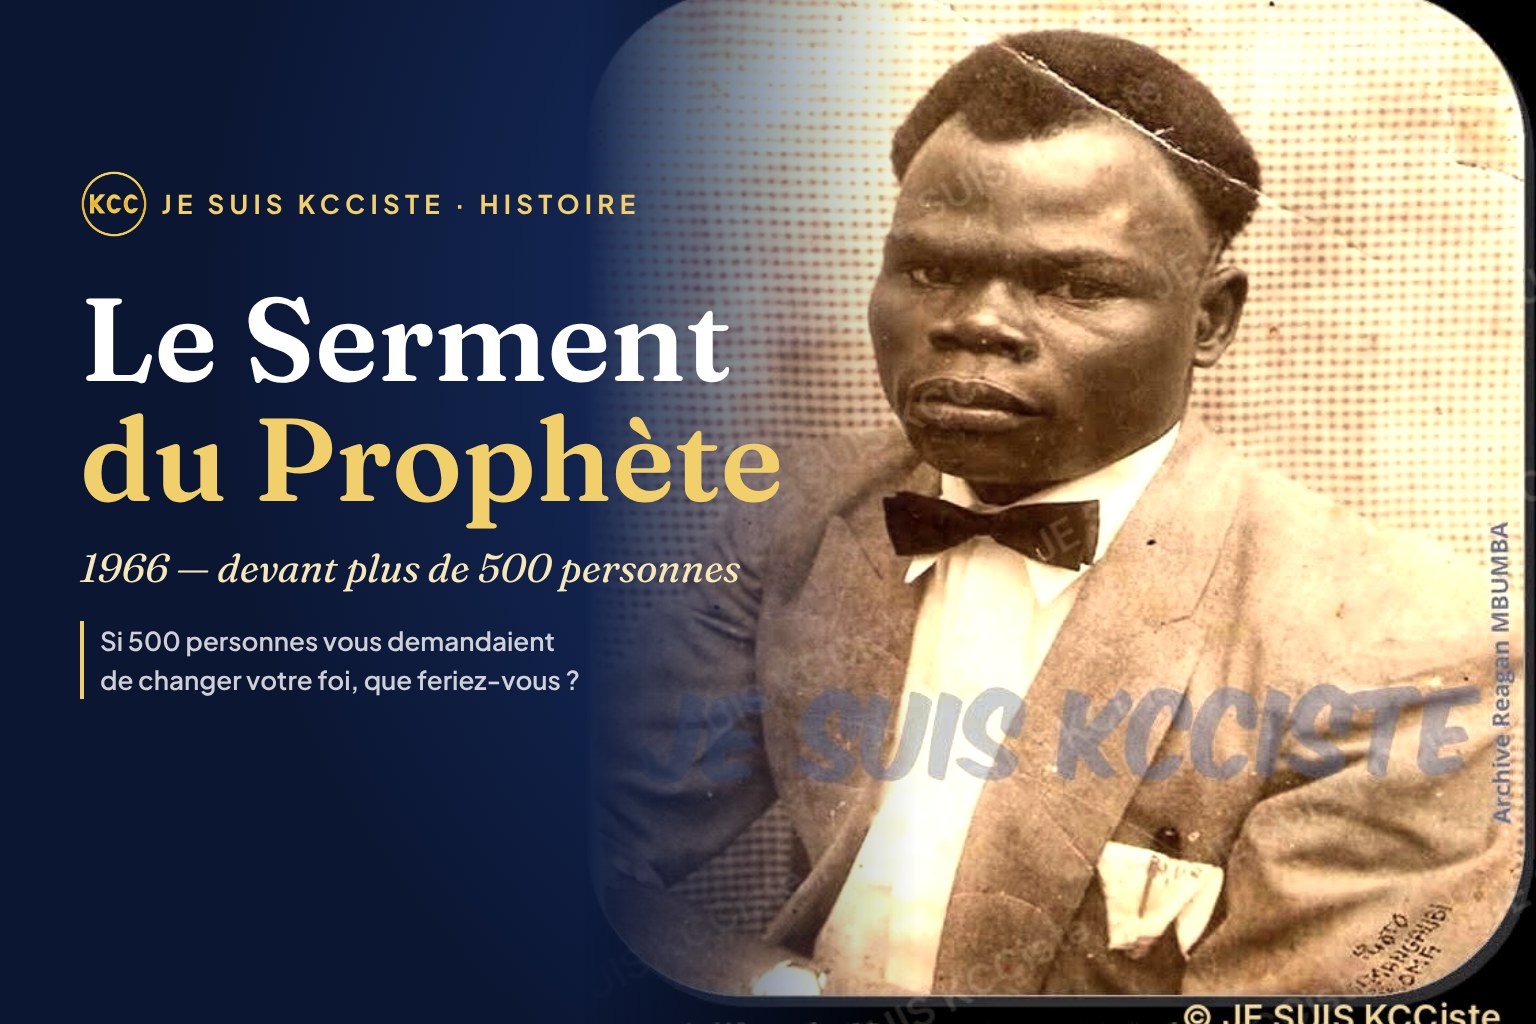 KCC JE SUIS KCCISTE · HISTOIRE
Le Serment
du Prophète
1966 — devant plus de 500 personnes
Si 500 personnes vous demandaient
de changer votre foi, que feriez-vous ?
JE SUIS KCCISTE
Archive Reagan MBUMBA
© JE SUIS KCCiste